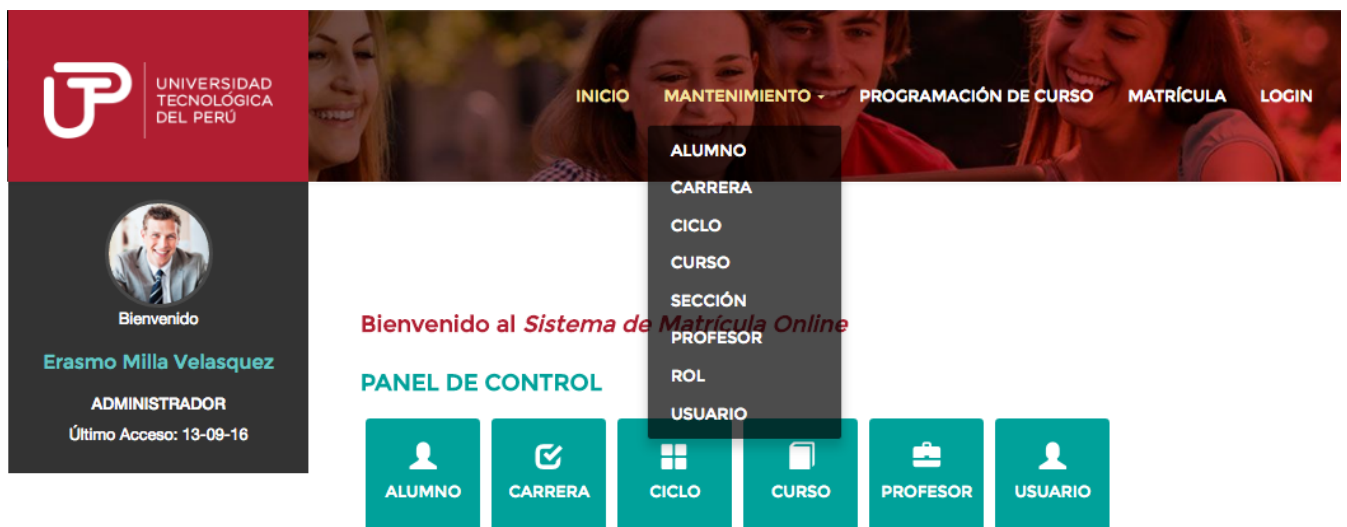 UNIVERSIDAD
TECNOLÓGICA
DEL PERÚ
INICIO MANTENIMIENTO PROGRAMACIÓN DE CURSO MATRÍCULA LOGIN
ALUMNO
CARRERA
CICLO
CURSO
SECCIÓN
PROFESOR
ROL
USUARIO
Bienvenido
Erasmo Milla Velasquez
ADMINISTRADOR
Último Acceso: 13-09-16
Bienvenido al Sistema de Matrícula Online
PANEL DE CONTROL
ALUMNO CARRERA CICLO CURSO PROFESOR USUARIO